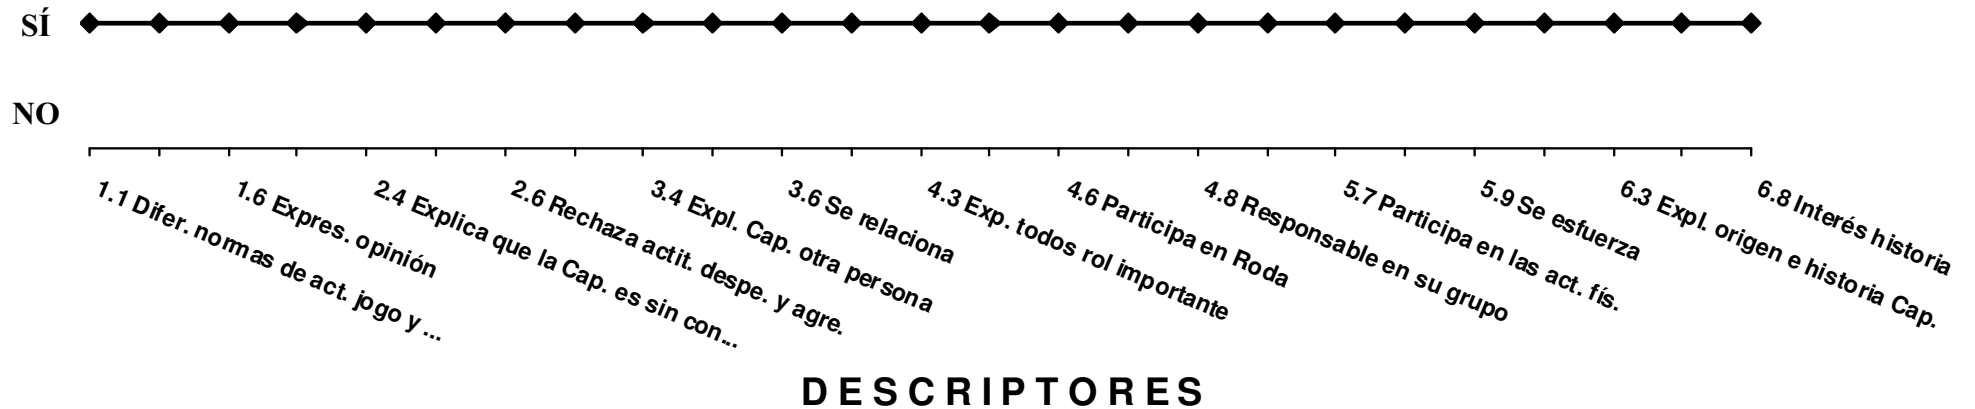 SÍ
NO
1.1 Difer. normas de act. jogo y ...
1.6 Expres. opinión
2.4 Explica que la Cap. es sin con...
2.6 Rechaza actit. despe. y agre.
3.4 Expl. Cap. otra persona
3.6 Se relaciona
4.3 Exp. todos rol importante
4.6 Participa en Roda
4.8 Responsable en su grupo
5.7 Participa en las act. fís.
5.9 Se esfuerza
6.3 Expl. origen e historia Cap.
6.8 Interés historia
DESCRIPTORES